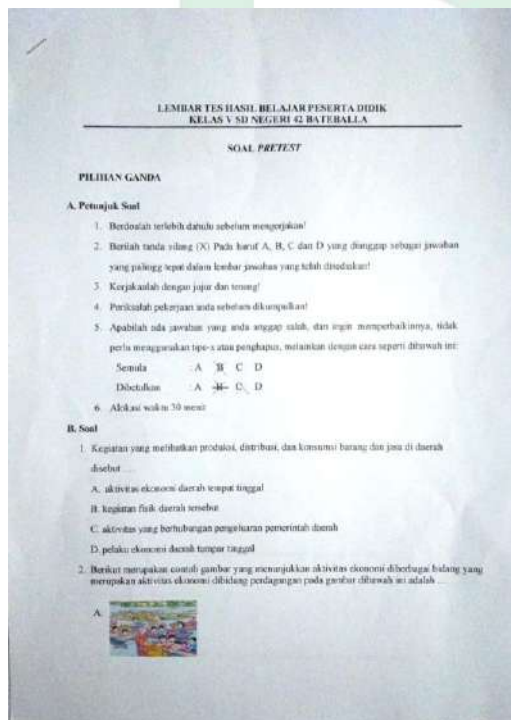 LEMBAR TES HASIL BELAJAR PESERTA DIDIK
KELAS V SD NEGERI 42 BATEBALLA
SOAL PRETEST
PILIHAN GANDA
A. Petunjuk Soal
1. Berdoalah terlebih dahulu sebelum mengerjakan!
2. Berilah tanda silang (X) Pada huruf A, B, C dan D yang dianggap sebagai jawaban
yang palingg tepat dalam lembar jawaban yang telah disediakan!
3. Kerjakanlah dengan jujur dan tenang!
4. Periksalah pekerjaan anda sebelum dikumpulkan!
5. Apabilah ada jawaban yang anda anggap salah, dan ingin memperbaikinya, tidak
perlu menggunakan tipe-x atau penghapus, melainkan dengan cara seperti dibawah ini:
Semula : A B C D
Dibetulkan : A B C D
6. Alokasi waktu 30 menit
B. Soal
1. Kegiatan yang melibatkan produksi, distribusi, dan konsumsi barang dan jasa di daerah
disebut ....
A. aktivitas ekonomi daerah tempat tinggal
B. kegiatan fisik daerah tersebut
C. aktivitas yang berhubungan pengeluaran pemerintah daerah
D. pelaku ekonomi daerah tempat tinggal
2. Berikut merupakan contoh gambar yang menunjukkan aktivitas ekonomi diberbagai bidang yang
merupakan aktivitas ekonomi dibidang perdagangan pada gambar dibawah ini adalah ....
A.